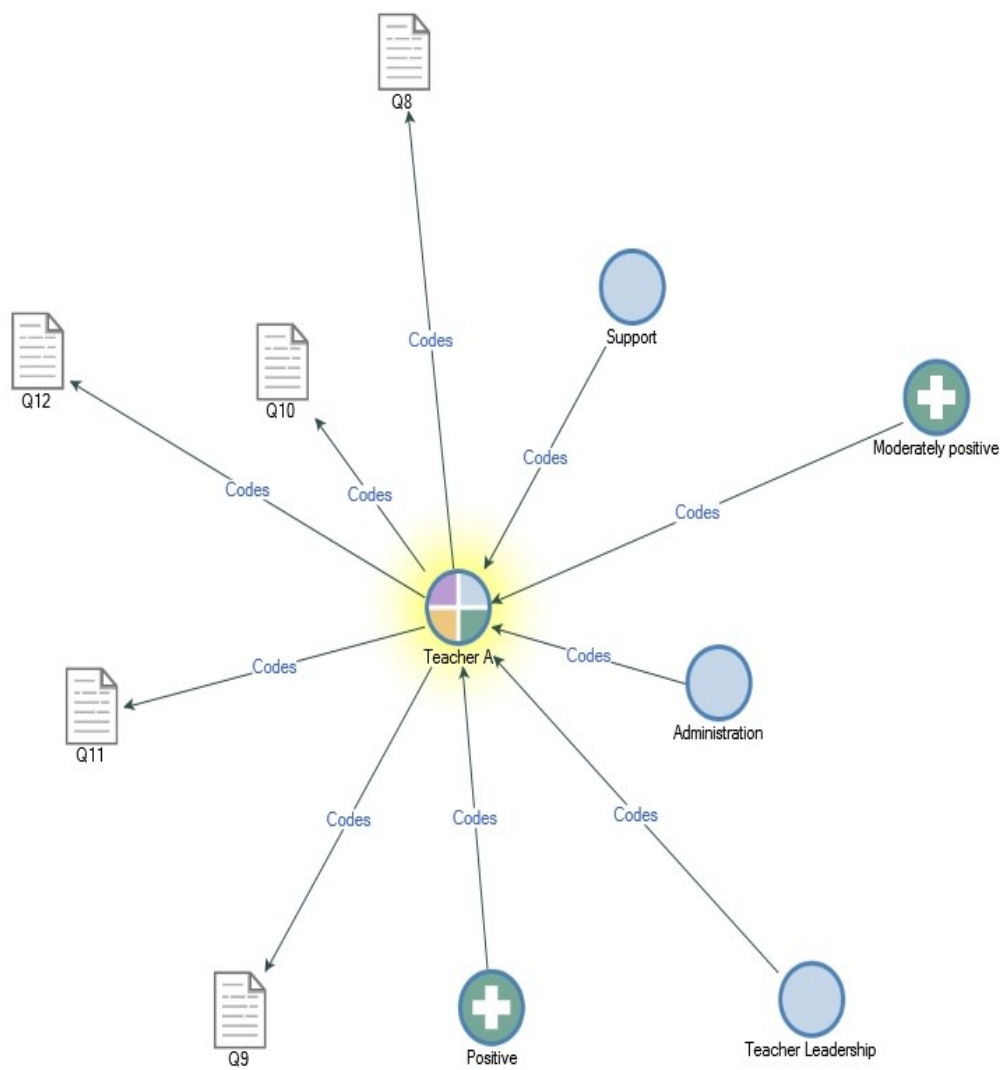 Q8
Codes
Support
Moderately positive
Q12
Q10
Codes
Codes
Codes
Codes
Teacher A
Codes
Codes
Administration
Q11
Codes
Codes
Codes
Q9
Positive
Teacher Leadership